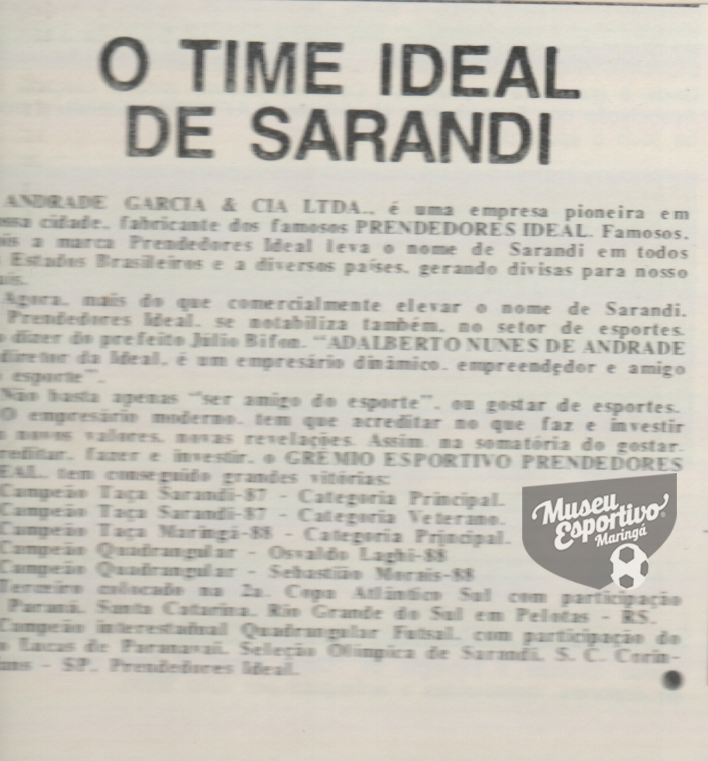 O TIME IDEAL
DE SARANDI
ANDRADE GARCIA & CIA LTDA., é uma empresa pioneira em
ssa cidade, fabricante dos famosos PRENDEDORES IDEAL. Famosos,
is a marca Prendedores Ideal leva o nome de Sarandi em todos
Estados Brasileiros e a diversos países, gerando divisas para nosso
ís.
Agora, mais do que comercialmente elevar o nome de Sarandi,
Prendedores Ideal, se notabiliza também, no setor de esportes.
o dizer do prefeito Júlio Bifon, "ADALBERTO NUNES DE ANDRADE
diretor da Ideal, é um empresário dinâmico, empreendedor e amigo
o esporte".
Não basta apenas "ser amigo do esporte", ou gostar de esportes.
O empresário moderno, tem que acreditar no que faz e investir
novos valores, novas revelações. Assim, na somatória do gostar,
reditar, fazer e investir, o GRÊMIO ESPORTIVO PRENDEDORES
EAL, tem conseguido grandes vitórias:
Campeão Taça Sarandi-87 - Categoria Principal.
Campeão Taça Sarandi-87 - Categoria Veterano.
Campeão Taça Maringá-88 - Categoria Principal.
Campeão Quadrangular - Osvaldo Laghi-88
Campeão Quadrangular - Sebastião Morais-88
Terceiro colocado na 2a. Copa Atlântico Sul com participação
Paraná, Santa Catarina, Rio Grande do Sul em Pelotas - RS.
Campeão interestadual Quadrangular Futsal, com participação do
o Lucas de Paranavaí, Seleção Olímpica de Sarandi, S. C. Corin-
ans - SP., Prendedores Ideal.
Museu
Esportivo
Maringá